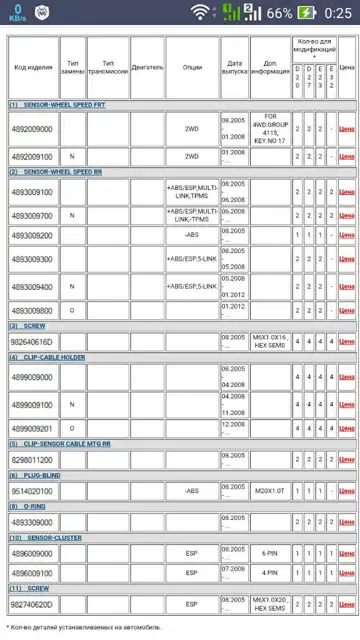 0 KB/s 1 2 66% 0:25
Код изделия Тип замены Тип трансмиссии Двигатель Опции Дата выпуска Доп. информация Кол-во для модификаций * Цена
D20 D27 E23 E32
(1) SENSOR-WHEEL SPEED FRT
4892009000 2WD 08.2005 - 01.2008 FOR 4WD:GROUP 4115, KEY.NO 17 2 2 2 - Цена
4892009100 N 2WD 01.2008 - ... 2 2 2 - Цена
(2) SENSOR-WHEEL SPEED RR
4893009100 +ABS/ESP,MULTI-LINK,TPMS 08.2005 - 06.2008 2 2 2 2 Цена
4893009700 N +ABS/ESP,MULTI-LINK,-TPMS 06.2008 - ... 2 2 2 2 Цена
4893009200 -ABS 08.2005 - ... 1 1 1 - Цена
4893009300 +ABS/ESP,5-LINK 08.2005 - 05.2008 2 2 2 2 Цена
4893009400 N +ABS/ESP,5-LINK 05.2008 - 01.2012 2 2 2 2 Цена
4893009800 O 01.2012 - ... 2 2 2 2 Цена
(3) SCREW
982640616D 08.2005 - ... M6X1.0X16, HEX SEMS 4 4 4 4 Цена
(4) CLIP-CABLE HOLDER
4899009000 08.2005 - 04.2008 4 4 4 4 Цена
4899009100 N 04.2008 - 11.2008 4 4 4 4 Цена
4899009201 O 12.2008 - ... 4 4 4 4 Цена
(5) CLIP-SENSOR CABLE MTG RR
8298011200 08.2005 - ... 2 2 2 2 Цена
(6) PLUG-BLIND
9514020100 -ABS 08.2005 - ... M20X1.0T 1 1 1 - Цена
(8) O-RING
4893309000 08.2005 - ... 2 2 2 2 Цена
(10) SENSOR-CLUSTER
4896009000 ESP 08.2005 - ... 6 PIN 1 1 1 1 Цена
4896009100 ESP 07.2008 - ... 4 PIN 1 1 1 1 Цена
(11) SCREW
982740620D ESP 08.2005 - ... M6X1.0X20, HEX SEMS 2 2 2 2 Цена
* Кол-во деталей устанавливаемых на автомобиль.